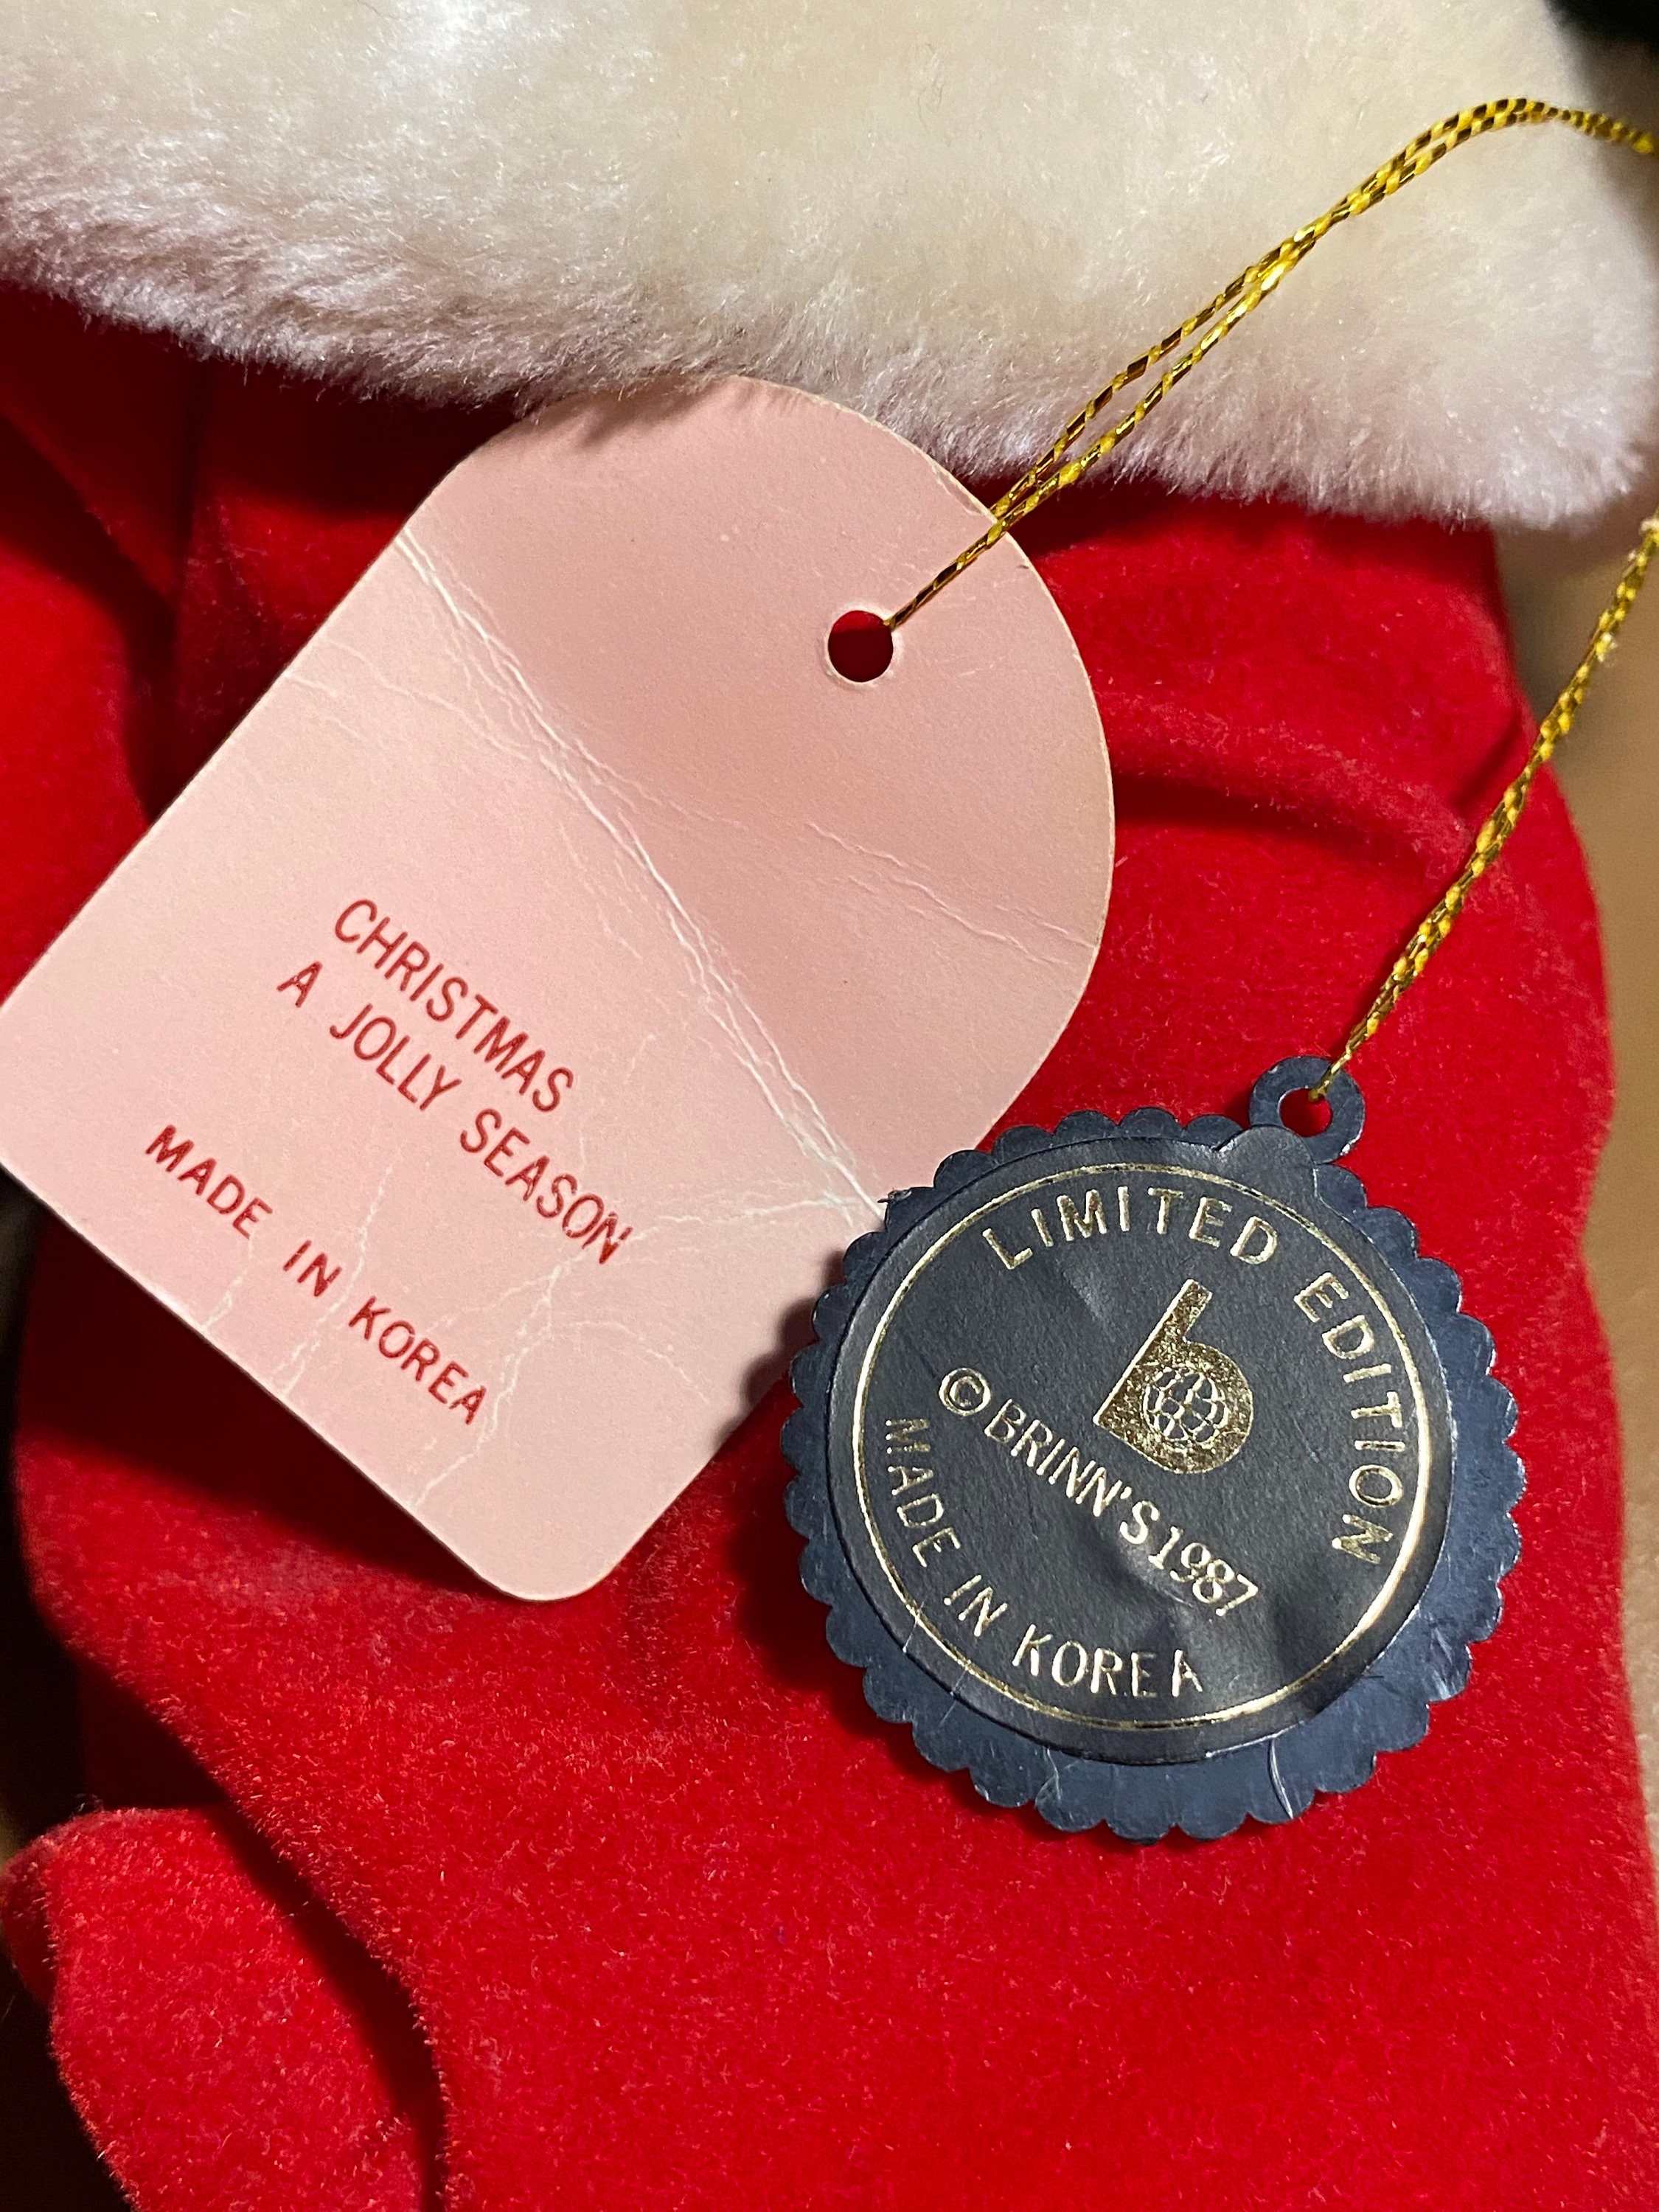 CHRISTMAS
A JOLLY SEASON
MADE IN KOREA
LIMITED EDITION
b
© BRINN'S 1987
MADE IN KOREA